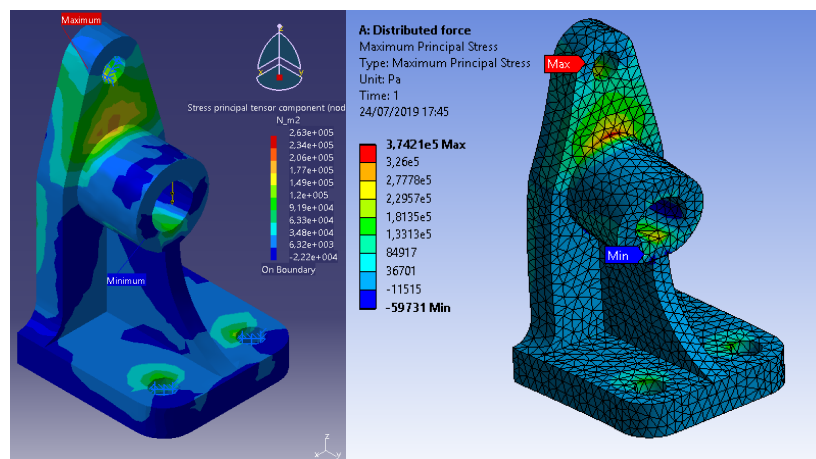 Maximum
Stress principal tensor component (nod
N_m2
2,63e+005
2,34e+005
2,06e+005
1,77e+005
1,49e+005
1,2e+005
9,19e+004
6,33e+004
3,48e+004
6,32e+003
-2,22e+004
On Boundary
Minimum
z
x
y
A: Distributed force
Maximum Principal Stress
Type: Maximum Principal Stress
Unit: Pa
Time: 1
24/07/2019 17:45
3,7421e5 Max
3,26e5
2,7778e5
2,2957e5
1,8135e5
1,3313e5
84917
36701
-11515
-59731 Min
Max
Min